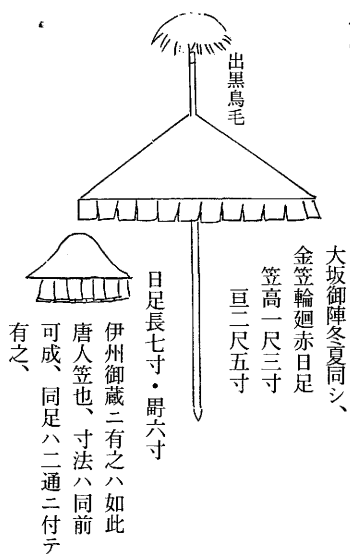 出黒鳥毛
大坂御陣冬夏同シ、
金笠輪廻赤日足
笠高一尺三寸
亘二尺五寸
日足長七寸・罸六寸
伊州御蔵ニ有之ハ如此
唐人笠也、寸法ハ同前
可成、同足ハ二通ニ付テ
有之、